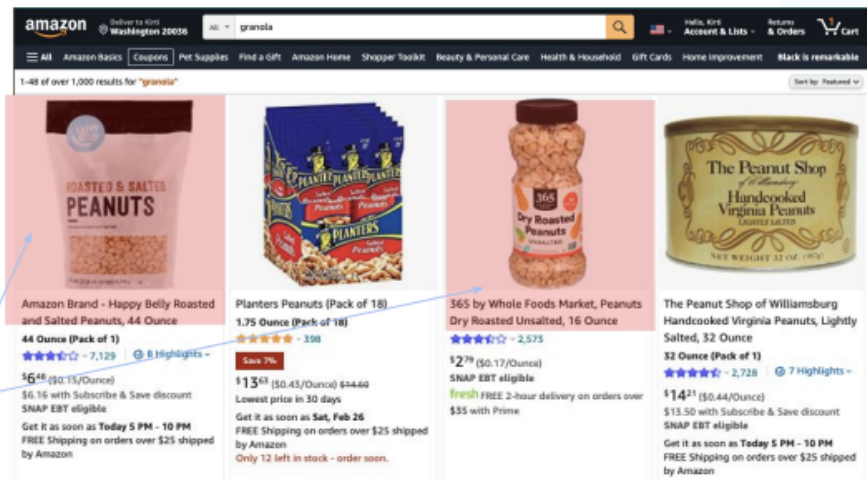 amazon
Deliver to Kirti
Washington 20036
All
granola
Hello, Kirti
Account & Lists
Returns
& Orders
Cart
All Amazon Basics Coupons Pet Supplies Find a Gift Amazon Home Shopper Toolkit Beauty & Personal Care Health & Household Gift Cards Home Improvement Black is remarkable
1-48 of over 1,000 results for "granola"
Sort by: Featured
ROASTED & SALTED
PEANUTS
PLANTERS
Peanuts
365
Dry Roasted
Peanuts
UNSALTED
The Peanut Shop
of Williamsburg
Handcooked
Virginia Peanuts
LIGHTLY SALTED
NET WEIGHT 32 OZ. (907g)
Amazon Brand - Happy Belly Roasted
and Salted Peanuts, 44 Ounce
44 Ounce (Pack of 1)
7,129 8 Highlights
$6.48 ($0.15/Ounce)
$6.16 with Subscribe & Save discount
SNAP EBT eligible
Get it as soon as Today 5 PM - 10 PM
FREE Shipping on orders over $25 shipped
by Amazon
Planters Peanuts (Pack of 18)
1.75 Ounce (Pack of 18)
398
Save 7%
$13.63 ($0.43/Ounce) $14.60
Lowest price in 30 days
Get it as soon as Sat, Feb 26
FREE Shipping on orders over $25 shipped
by Amazon
Only 12 left in stock - order soon.
365 by Whole Foods Market, Peanuts
Dry Roasted Unsalted, 16 Ounce
2,573
$2.79 ($0.17/Ounce)
SNAP EBT eligible
fresh FREE 2-hour delivery on orders over
$35 with Prime
The Peanut Shop of Williamsburg
Handcooked Virginia Peanuts, Lightly
Salted, 32 Ounce
32 Ounce (Pack of 1)
2,728 7 Highlights
$14.21 ($0.44/Ounce)
$13.50 with Subscribe & Save discount
SNAP EBT eligible
Get it as soon as Today 5 PM - 10 PM
FREE Shipping on orders over $25 shipped
by Amazon